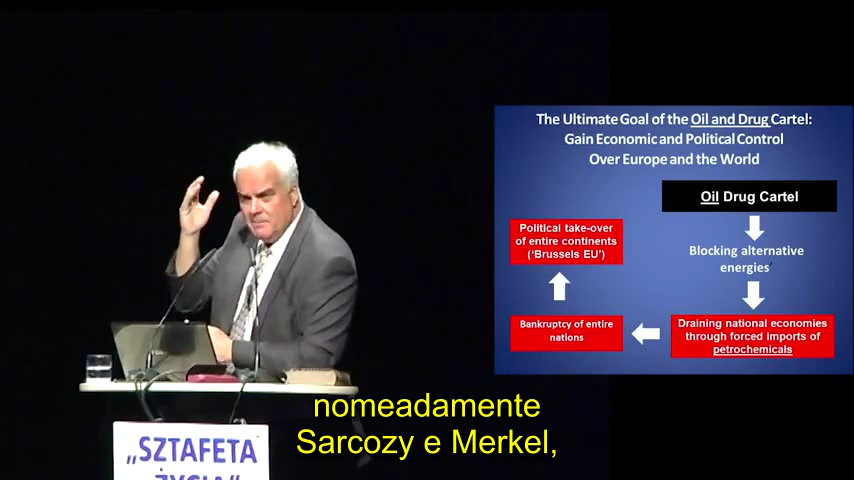 The Ultimate Goal of the Oil and Drug Cartel:
Gain Economic and Political Control
Over Europe and the World
Oil Drug Cartel
Blocking alternative
energies'
Draining national economies
through forced imports of
petrochemicals
Bankruptcy of entire
nations
Political take-over
of entire continents
('Brussels EU')
„SZTAFETA
ŻYCIA"
nomeadamente
Sarcozy e Merkel,